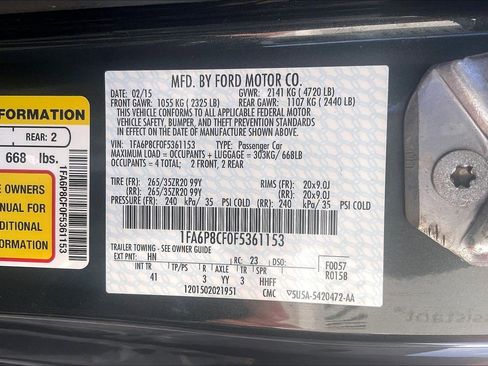 MFD. BY FORD MOTOR CO.
DATE: 02/15 GVWR: 2141 KG ( 4720 LB)
FRONT GAWR: 1055 KG ( 2325 LB) REAR GAWR: 1107 KG ( 2440 LB)
THIS VEHICLE CONFORMS TO ALL APPLICABLE FEDERAL MOTOR
VEHICLE SAFETY, BUMPER, AND THEFT PREVENTION STANDARDS
IN EFFECT ON THE DATE OF MANUFACTURE SHOWN ABOVE.
VIN: 1FA6P8CF0F5361153 TYPE: Passenger Car
MAXIMUM LOAD = OCCUPANTS + LUGGAGE = 303KG/ 668LB
OCCUPANTS = 4 TOTAL; 2 FRONT, 2 REAR
TIRE (FR): 265/35ZR20 99Y RIMS (FR): 20x9.0J
(RR): 265/35ZR20 99Y (RR): 20x9.0J
PRESSURE (FR): 240 kPa/ 35 PSI COLD (RR): 240 kPa/ 35 PSI COLD
1FA6P8CF0F5361153
TRAILER TOWING - SEE OWNER GUIDE
EXT PNT: HN RC: 23 DSO: F0057
INT TR TP/PS R AXLE TR SPR R0158
41 3 YY 3 HHFF
1201502021951 CMC 5U5A-5420472-AA
FORMATION
REAR: 2
668 lbs.
E OWNERS
NUAL FOR
DDITIONAL
FORMATION
1FA6P8CF0F5361153